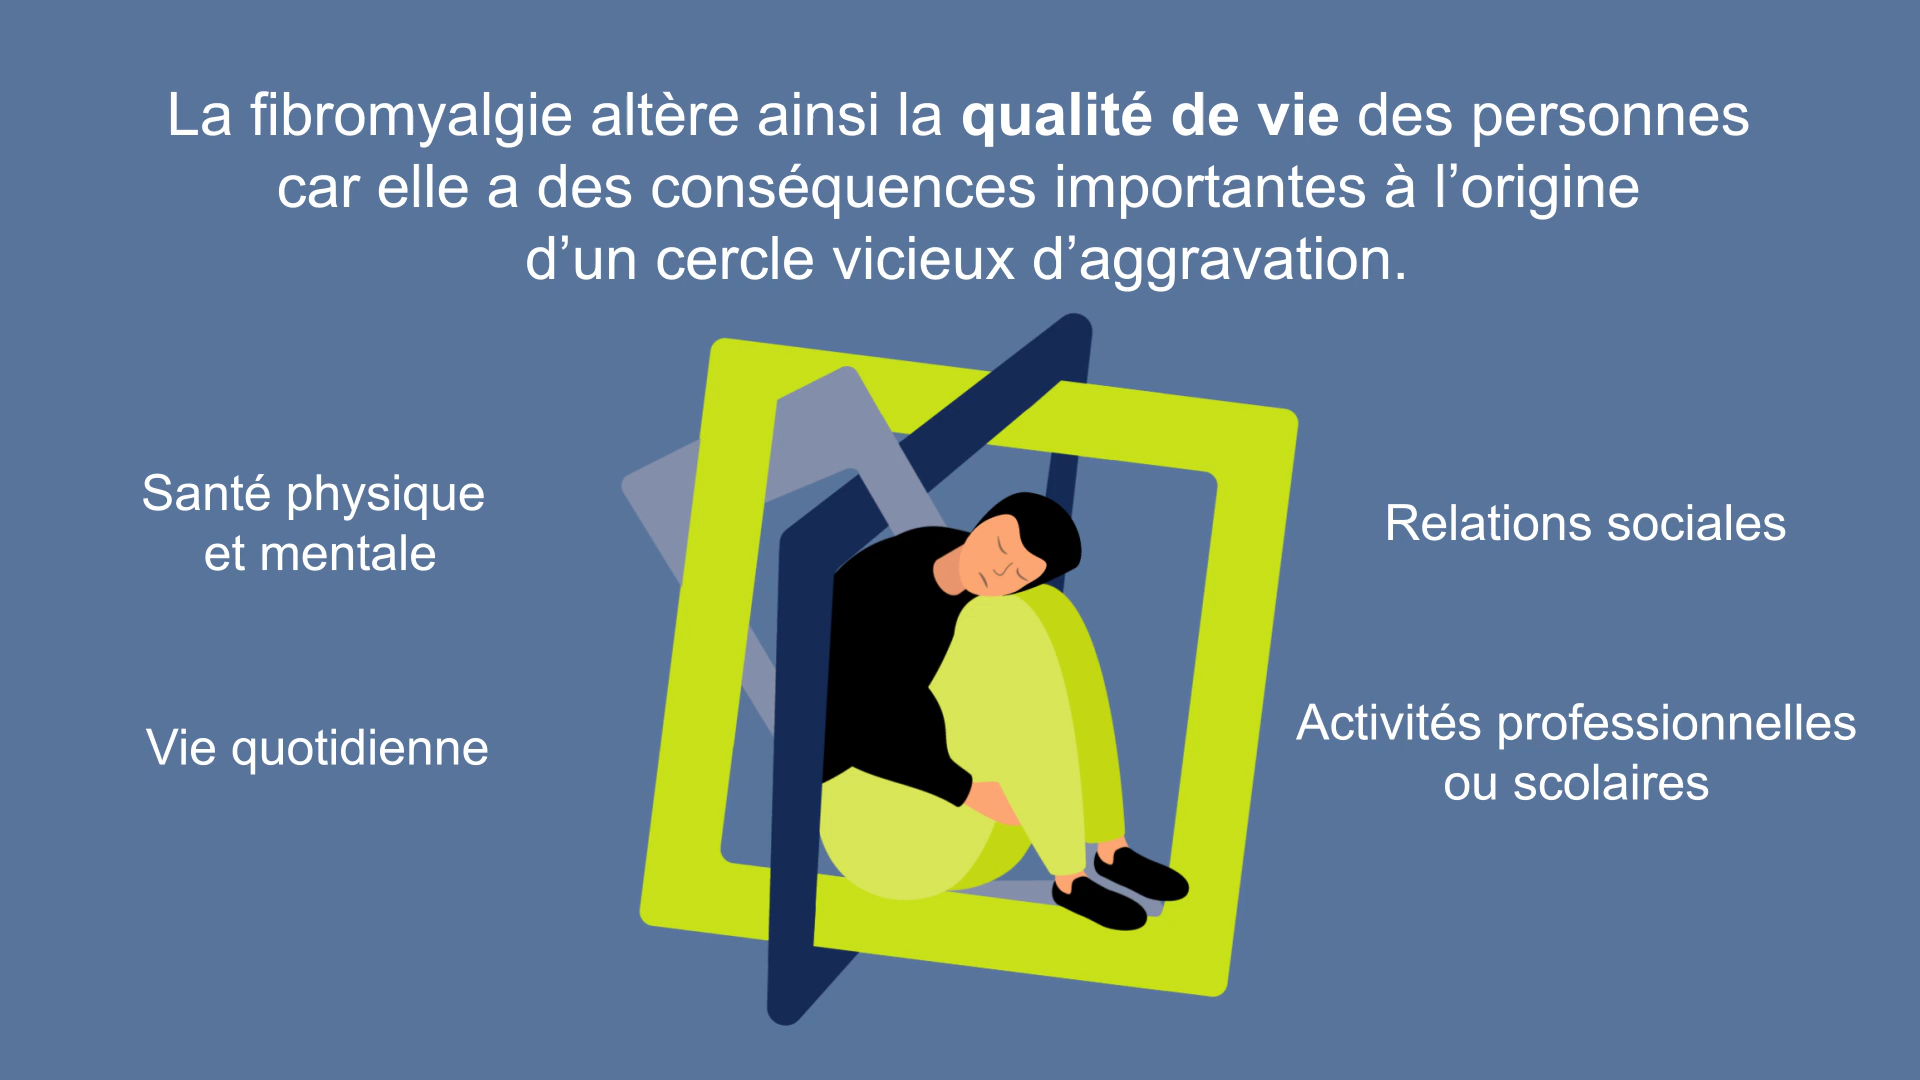 La fibromyalgie altère ainsi la qualité de vie des personnes
car elle a des conséquences importantes à l’origine
d’un cercle vicieux d’aggravation.
Santé physique
et mentale
Vie quotidienne
Relations sociales
Activités professionnelles
ou scolaires